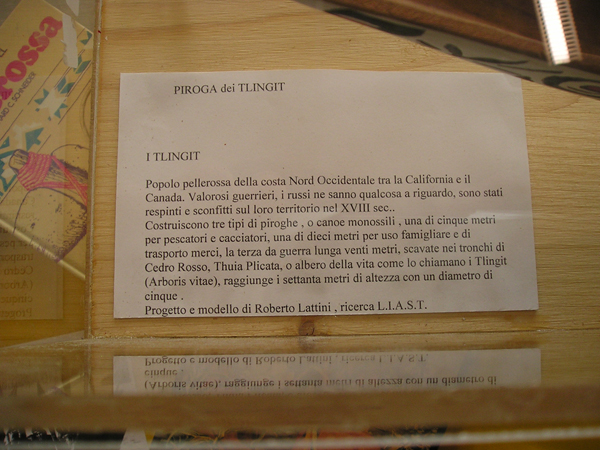 PIROGA dei TLINGIT
I TLINGIT
Popolo pellerossa della costa Nord Occidentale tra la California e il
Canada. Valorosi guerrieri, i russi ne sanno qualcosa a riguardo, sono stati
respinti e sconfitti sul loro territorio nel XVIII sec..
Costruiscono tre tipi di piroghe , o canoe monossili , una di cinque metri
per pescatori e cacciatori, una di dieci metri per uso famigliare e di
trasporto merci, la terza da guerra lunga venti metri, scavate nei tronchi di
Cedro Rosso, Thuia Plicata, o albero della vita come lo chiamano i Tlingit
(Arboris vitae), raggiunge i settanta metri di altezza con un diametro di
cinque .
Progetto e modello di Roberto Lattini , ricerca L.I.A.S.T.
rossa